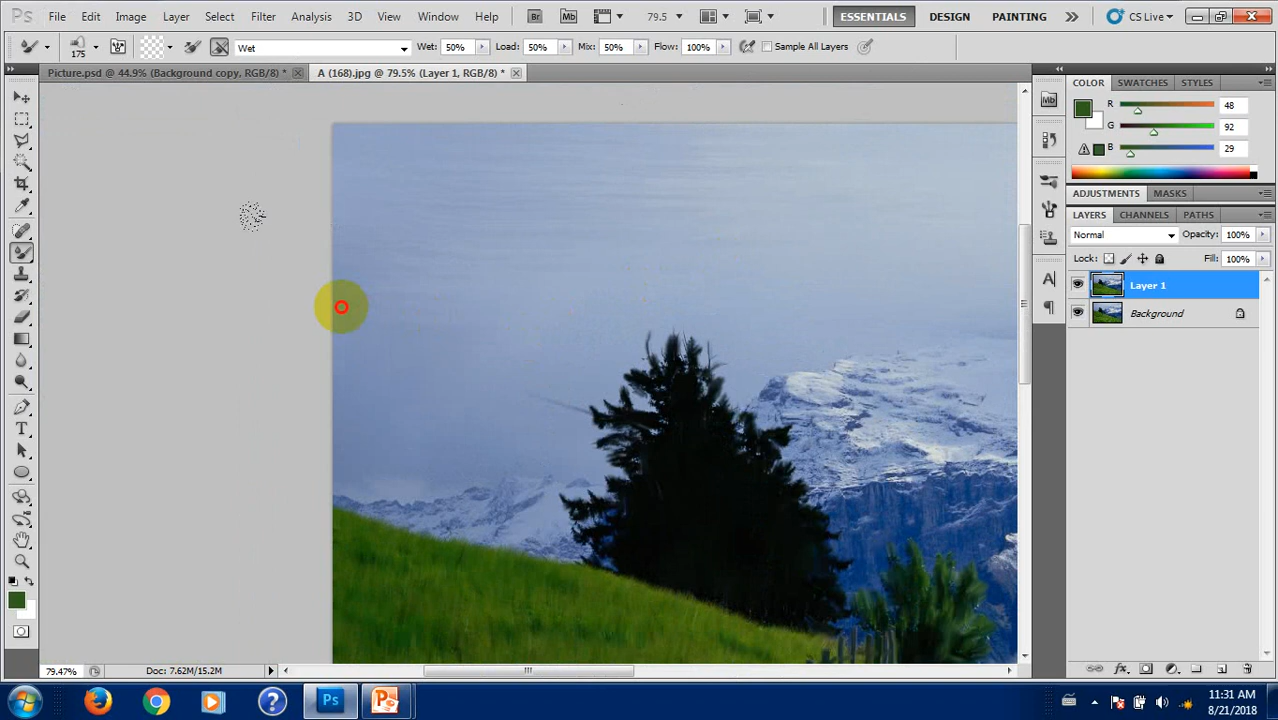 Ps File Edit Image Layer Select Filter Analysis 3D View Window Help Br Mb 79.5 ESSENTIALS DESIGN PAINTING CS Live
175 Wet Wet: 50% Load: 50% Mix: 50% Flow: 100% Sample All Layers
Picture.psd @ 44.9% (Background copy, RGB/8) * A (168).jpg @ 79.5% (Layer 1, RGB/8) *
COLOR SWATCHES STYLES
Mb
R 48
G 92
B 29
ADJUSTMENTS MASKS
LAYERS CHANNELS PATHS
Normal Opacity: 100%
Lock: Fill: 100%
Layer 1
Background
79.47% Doc: 7.62M/15.2M
Ps
11:31 AM
8/21/2018